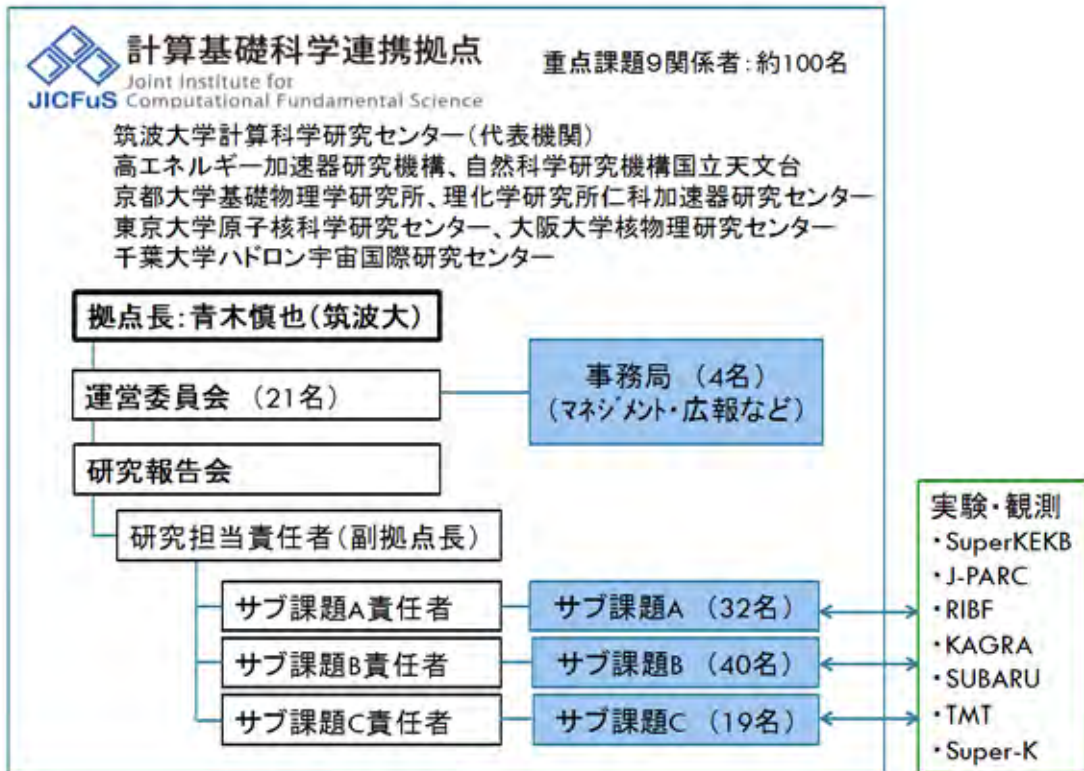 計算基礎科学連携拠点
Joint Institute for
JICFuS Computational Fundamental Science
重点課題9関係者:約100名
筑波大学計算科学研究センター(代表機関)
高エネルギー加速器研究機構、自然科学研究機構国立天文台
京都大学基礎物理学研究所、理化学研究所仁科加速器研究センター
東京大学原子核科学研究センター、大阪大学核物理研究センター
千葉大学ハドロン宇宙国際研究センター
拠点長:青木慎也(筑波大)
運営委員会 (21名)
事務局 (4名)
(マネジメント・広報など)
研究報告会
研究担当責任者(副拠点長)
サブ課題A責任者
サブ課題A (32名)
サブ課題B責任者
サブ課題B (40名)
サブ課題C責任者
サブ課題C (19名)
実験・観測
・SuperKEKB
・J-PARC
・RIBF
・KAGRA
・SUBARU
・TMT
・Super-K